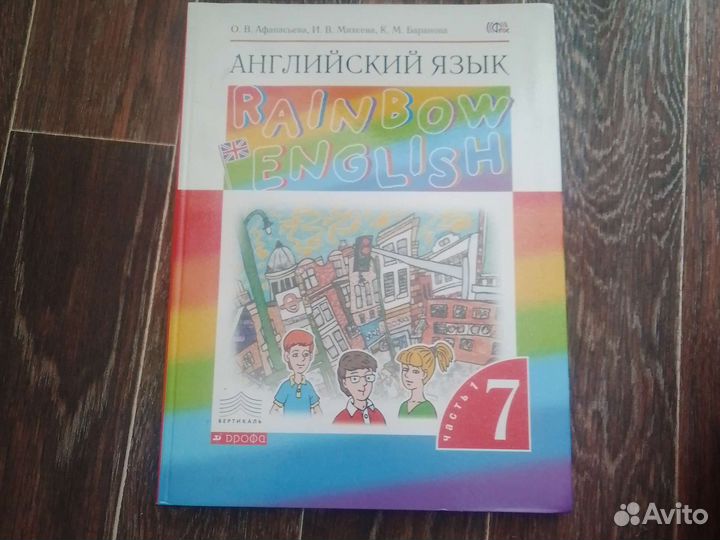 О. В. Афанасьева, И. В. Михеева, К. М. Баранова
АНГЛИЙСКИЙ ЯЗЫК
RAINBOW
ENGLISH
часть 1
7
ВЕРТИКАЛЬ
дрофа
Avito